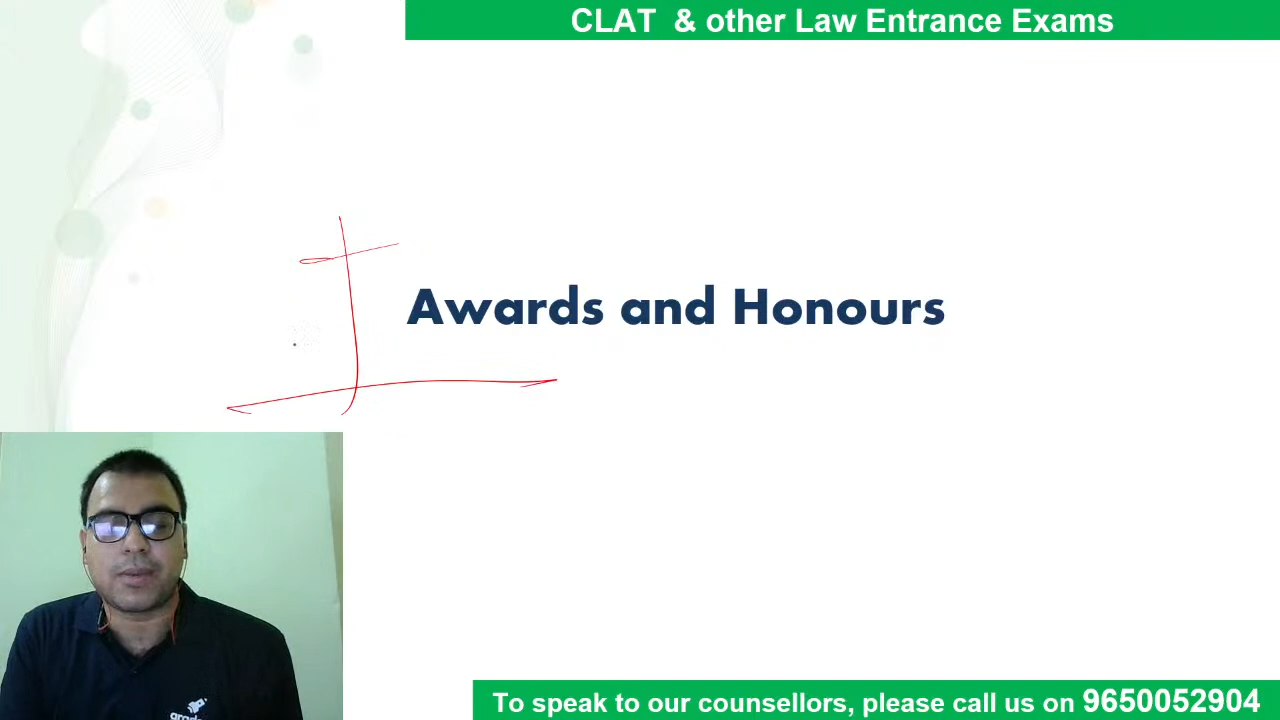 CLAT & other Law Entrance Exams
Awards and Honours
To speak to our counsellors, please call us on 9650052904